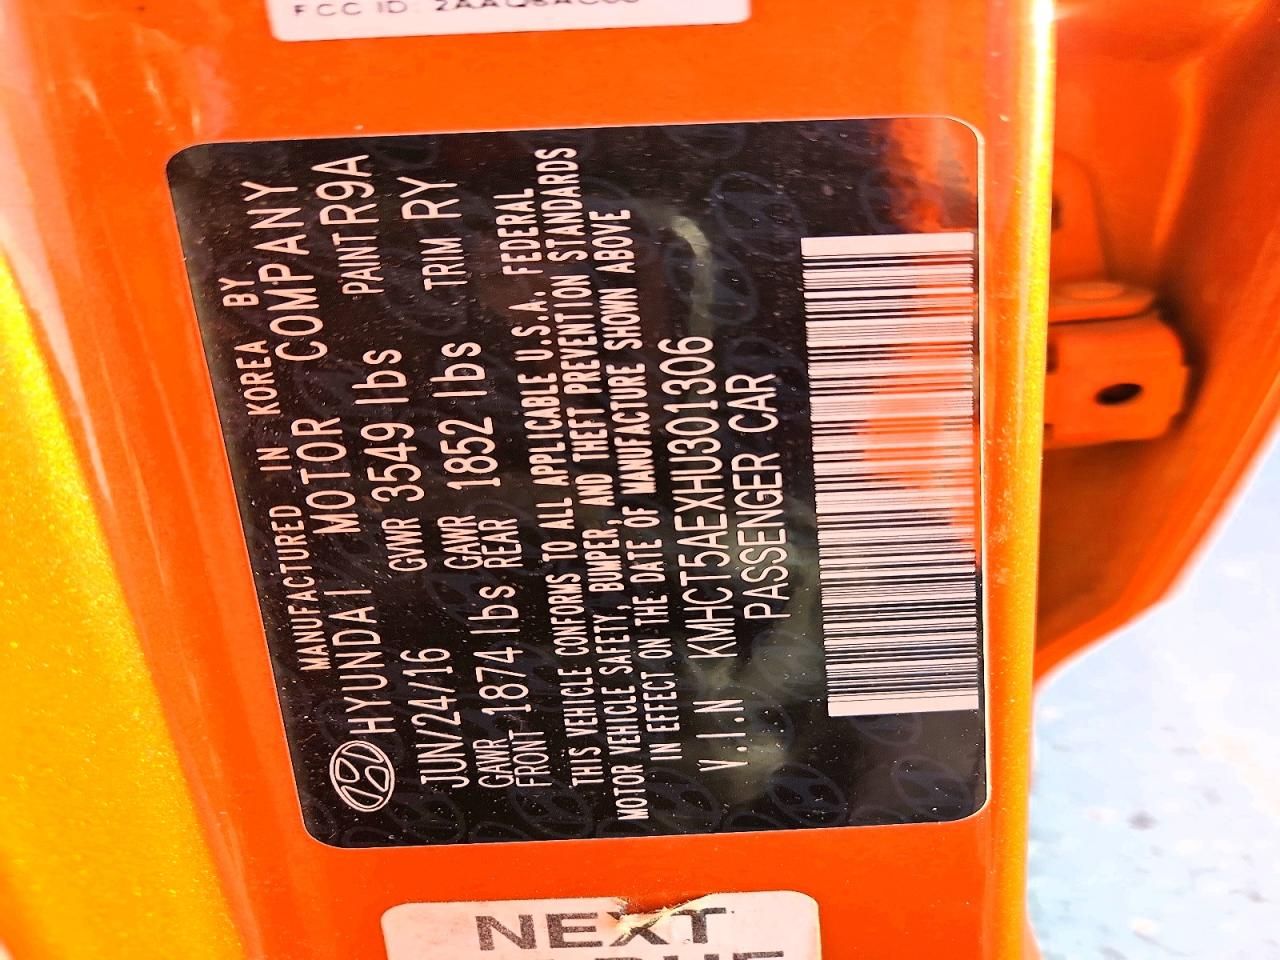 FCC ID:
MANUFACTURED IN KOREA BY
HYUNDAI MOTOR COMPANY
JUN/24/16 GVWR 3549 lbs PAINT R9A
GAWR FRONT 1874 lbs GAWR REAR 1852 lbs TRIM RY
THIS VEHICLE CONFORMS TO ALL APPLICABLE U.S.A. FEDERAL
MOTOR VEHICLE SAFETY, BUMPER, AND THEFT PREVENTION STANDARDS
IN EFFECT ON THE DATE OF MANUFACTURE SHOWN ABOVE
V.I.N KMHCT5AEXHU301306
PASSENGER CAR
NEXT